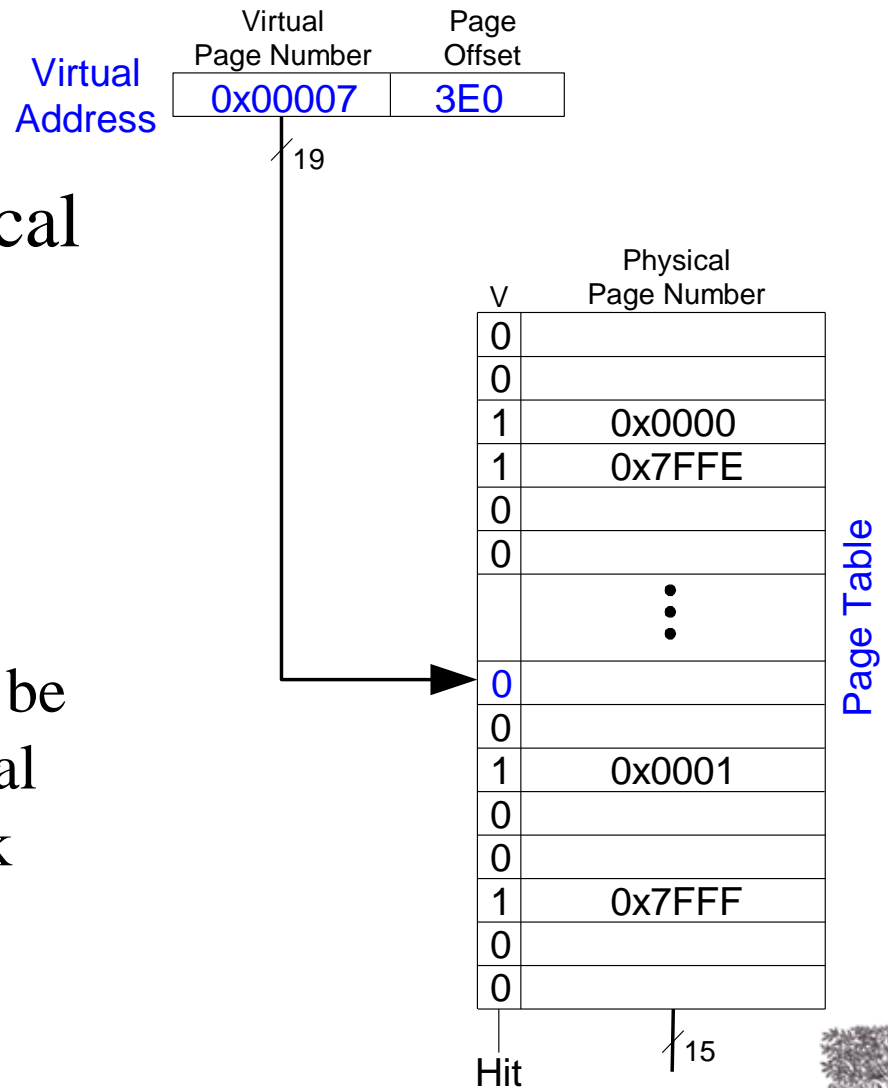 Virtual
Page Number
Page
Offset
Virtual
Address
0x00007 3E0
19
cal
Physical
Page Number
V
0
0
1 0x0000
1 0x7FFE
0
0
Page Table
be
al
k
0
0
1 0x0001
0
0
1 0x7FFF
0
0
15
Hit